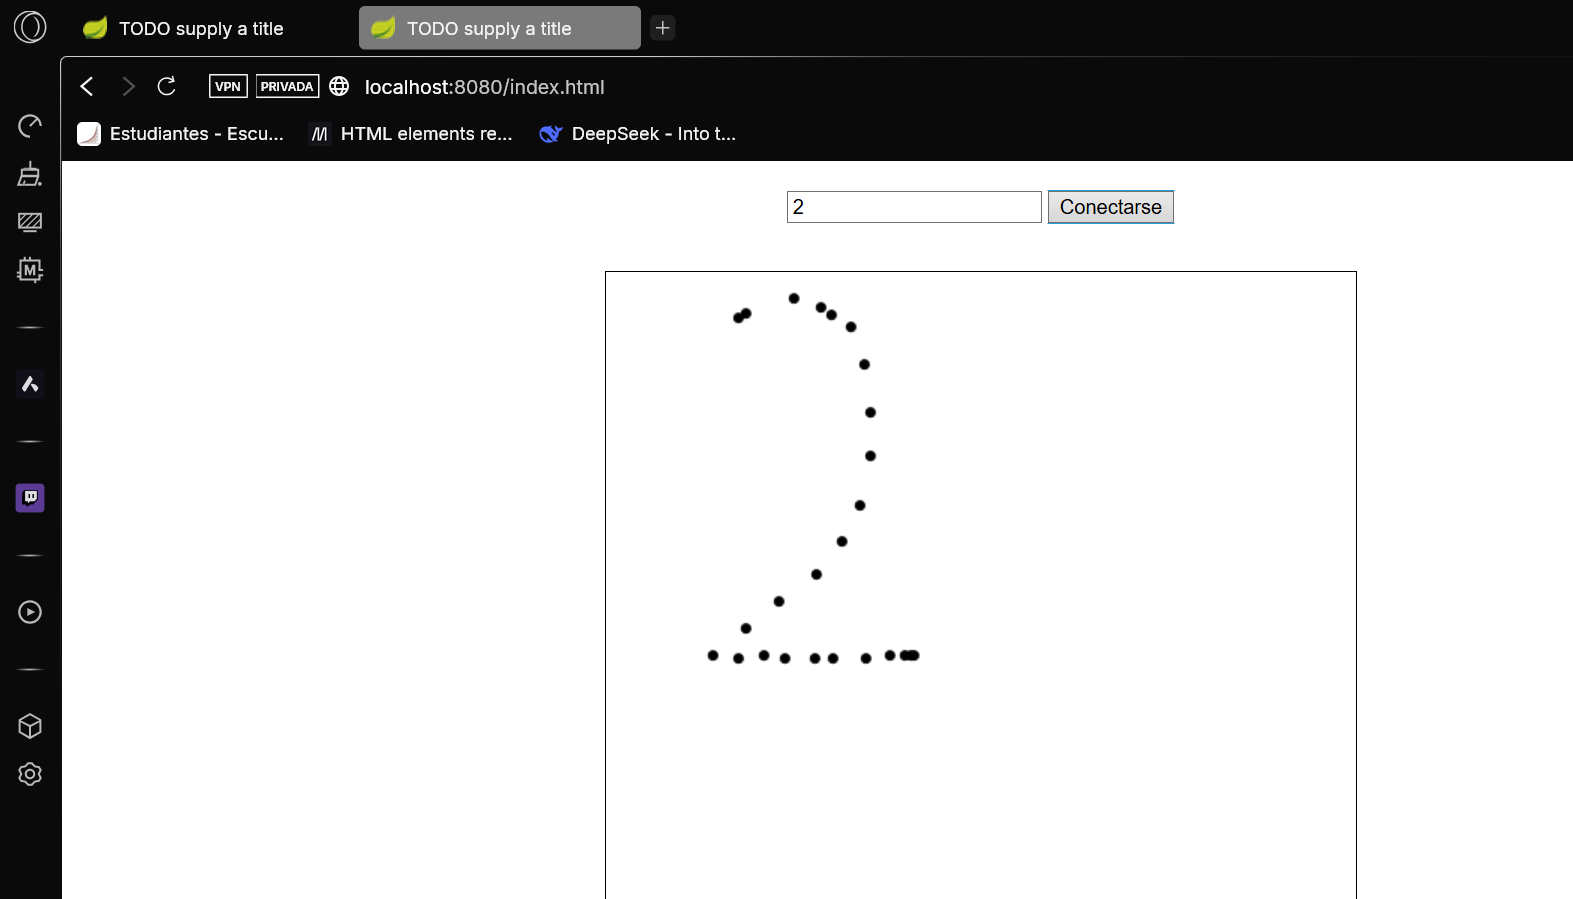 TODO supply a title
TODO supply a title
VPN PRIVADA localhost:8080/index.html
Estudiantes - Escu... HTML elements re... DeepSeek - Into t...
M
2 Conectarse
2